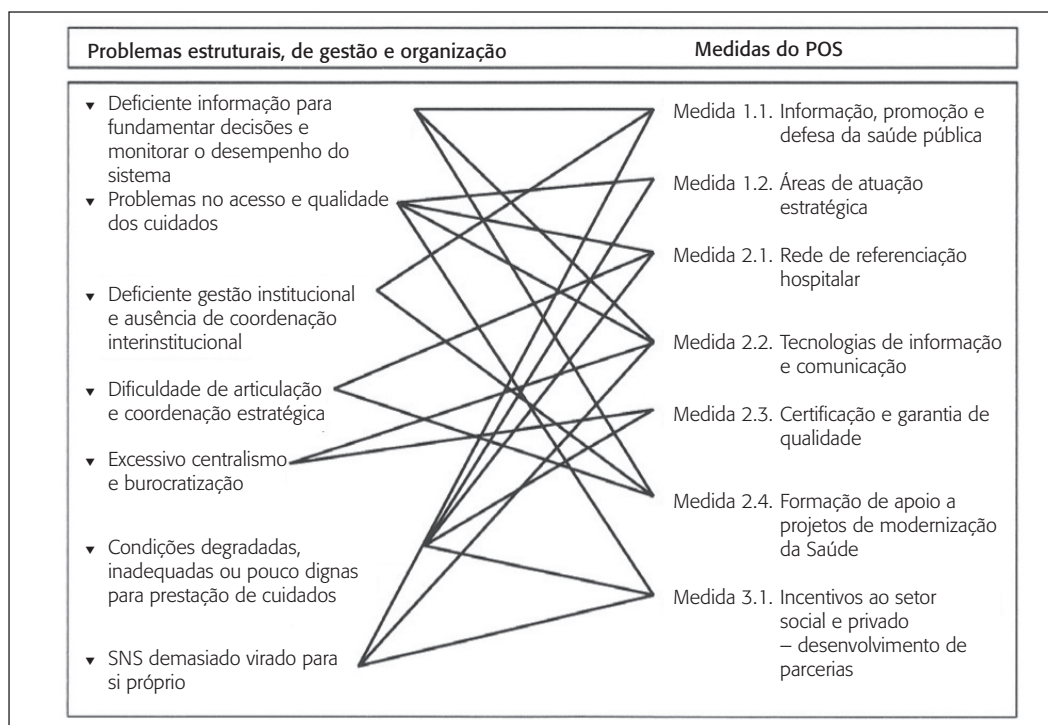 Problemas estruturais, de gestão e organização
Medidas do POS
▾ Deficiente informação para
fundamentar decisões e
monitorar o desempenho do
sistema
▾ Problemas no acesso e qualidade
dos cuidados
▾ Deficiente gestão institucional
e ausência de coordenação
interinstitucional
▾ Dificuldade de articulação
e coordenação estratégica
▾ Excessivo centralismo
e burocratização
▾ Condições degradadas,
inadequadas ou pouco dignas
para prestação de cuidados
▾ SNS demasiado virado para
si próprio
Medida 1.1. Informação, promoção e
defesa da saúde pública
Medida 1.2. Áreas de atuação
estratégica
Medida 2.1. Rede de referenciação
hospitalar
Medida 2.2. Tecnologias de informação
e comunicação
Medida 2.3. Certificação e garantia de
qualidade
Medida 2.4. Formação de apoio a
projetos de modernização
da Saúde
Medida 3.1. Incentivos ao setor
social e privado
– desenvolvimento de
parcerias